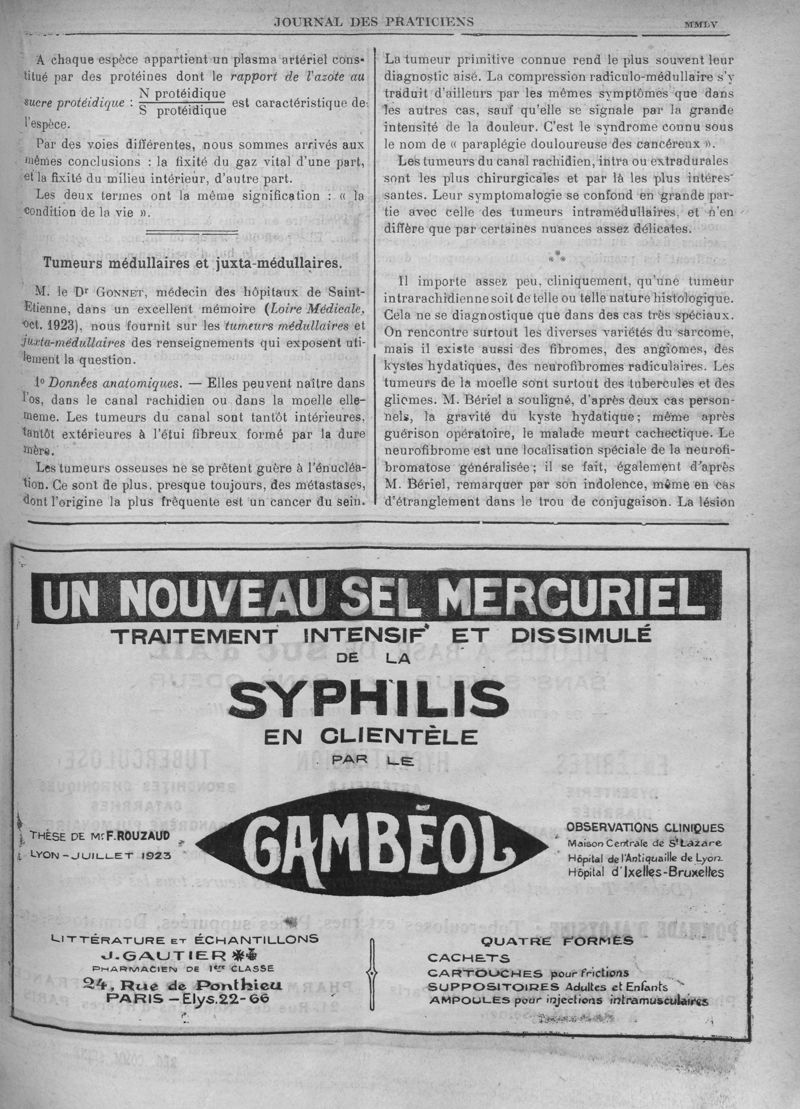 JOURNAL DES PRATICIENS
MMLV
A chaque espèce appartient un plasma artériel cons-
titué par des protéines dont le rapport de l'azote au
sucre protéidique : N protéidique / S protéidique est caractéristique de
l'espèce.
Par des voies différentes, nous sommes arrivés aux
mêmes conclusions : la fixité du gaz vital d'une part,
et la fixité du milieu intérieur, d'autre part.
Les deux termes ont la même signification : « la
condition de la vie ».
Tumeurs médullaires et juxta-médullaires.
M. le Dr GONNET, médecin des hôpitaux de Saint-
Etienne, dans un excellent mémoire (Loire Médicale,
oct. 1923), nous fournit sur les tumeurs médullaires et
juxta-médullaires des renseignements qui exposent uti-
lement la question.
1o Données anatomiques. — Elles peuvent naître dans
l'os, dans le canal rachidien ou dans la moelle elle-
meme. Les tumeurs du canal sont tantôt intérieures,
tantôt extérieures à l'étui fibreux formé par la dure
mère.
Les tumeurs osseuses ne se prêtent guère à l'énucléa-
tion. Ce sont de plus, presque toujours, des métastases,
dont l'origine la plus fréquente est un cancer du sein.
La tumeur primitive connue rend le plus souvent leur
diagnostic aisé. La compression radiculo-médullaire s'y
traduit d'ailleurs par les mêmes symptômes que dans
les autres cas, sauf qu'elle se signale par la grande
intensité de la douleur. C'est le syndrome connu sous
le nom de « paraplégie douloureuse des cancéreux ».
Les tumeurs du canal rachidien, intra ou extradurales
sont les plus chirurgicales et par là les plus intéres-
santes. Leur symptomalogie se confond en grande par-
tie avec celle des tumeurs intramédullaires, et n'en
diffère que par certaines nuances assez délicates.
* * *
Il importe assez peu, cliniquement, qu'une tumeur
intrarachidienne soit de telle ou telle nature histologique.
Cela ne se diagnostique que dans des cas très spéciaux.
On rencontre surtout les diverses variétés du sarcome,
mais il existe aussi des fibromes, des angiomes, des
kystes hydatiques, des neurofibromes radiculaires. Les
tumeurs de la moelle sont surtout des tubercules et des
gliomes. M. Bériel a souligné, d'après deux cas person-
nels, la gravité du kyste hydatique ; même après
guérison opératoire, le malade meurt cachectique. Le
neurofibrome est une localisation spéciale de la neurofi-
bromatose généralisée ; il se fait, également d'après
M. Bériel, remarquer par son indolence, même en cas
d'étranglement dans le trou de conjugaison. La lésion
UN NOUVEAU SEL MERCURIEL
TRAITEMENT INTENSIF ET DISSIMULÉ
DE LA
SYPHILIS
EN CLIENTÈLE
PAR LE
GAMBÉOL
THÈSE DE Mr F. ROUZAUD
LYON - JUILLET 1923
OBSERVATIONS CLINIQUES
Maison Centrale de St Lazare
Hôpital de l'Antiquaille de Lyon.
Hôpital d'Ixelles-Bruxelles
LITTÉRATURE ET ÉCHANTILLONS
J. GAUTIER
PHARMACIEN DE 1ère CLASSE
24, Rue de Ponthieu
PARIS - Elys. 22-66
QUATRE FORMES
CACHETS
CARTOUCHES pour frictions
SUPPOSITOIRES Adultes et Enfants
AMPOULES pour injections intramusculaires